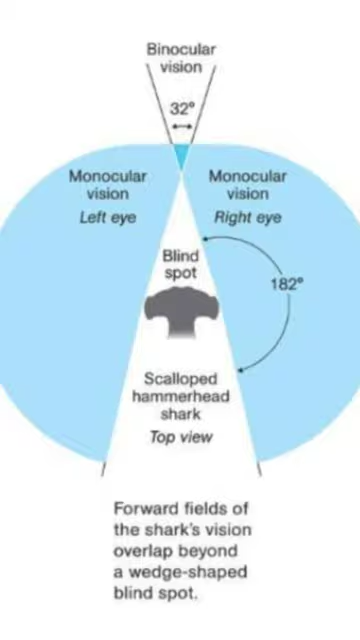 Binocular
vision
32°
Monocular
vision
Left eye
Monocular
vision
Right eye
Blind
spot
182°
Scalloped
hammerhead
shark
Top view
Forward fields of
the shark's vision
overlap beyond
a wedge-shaped
blind spot.